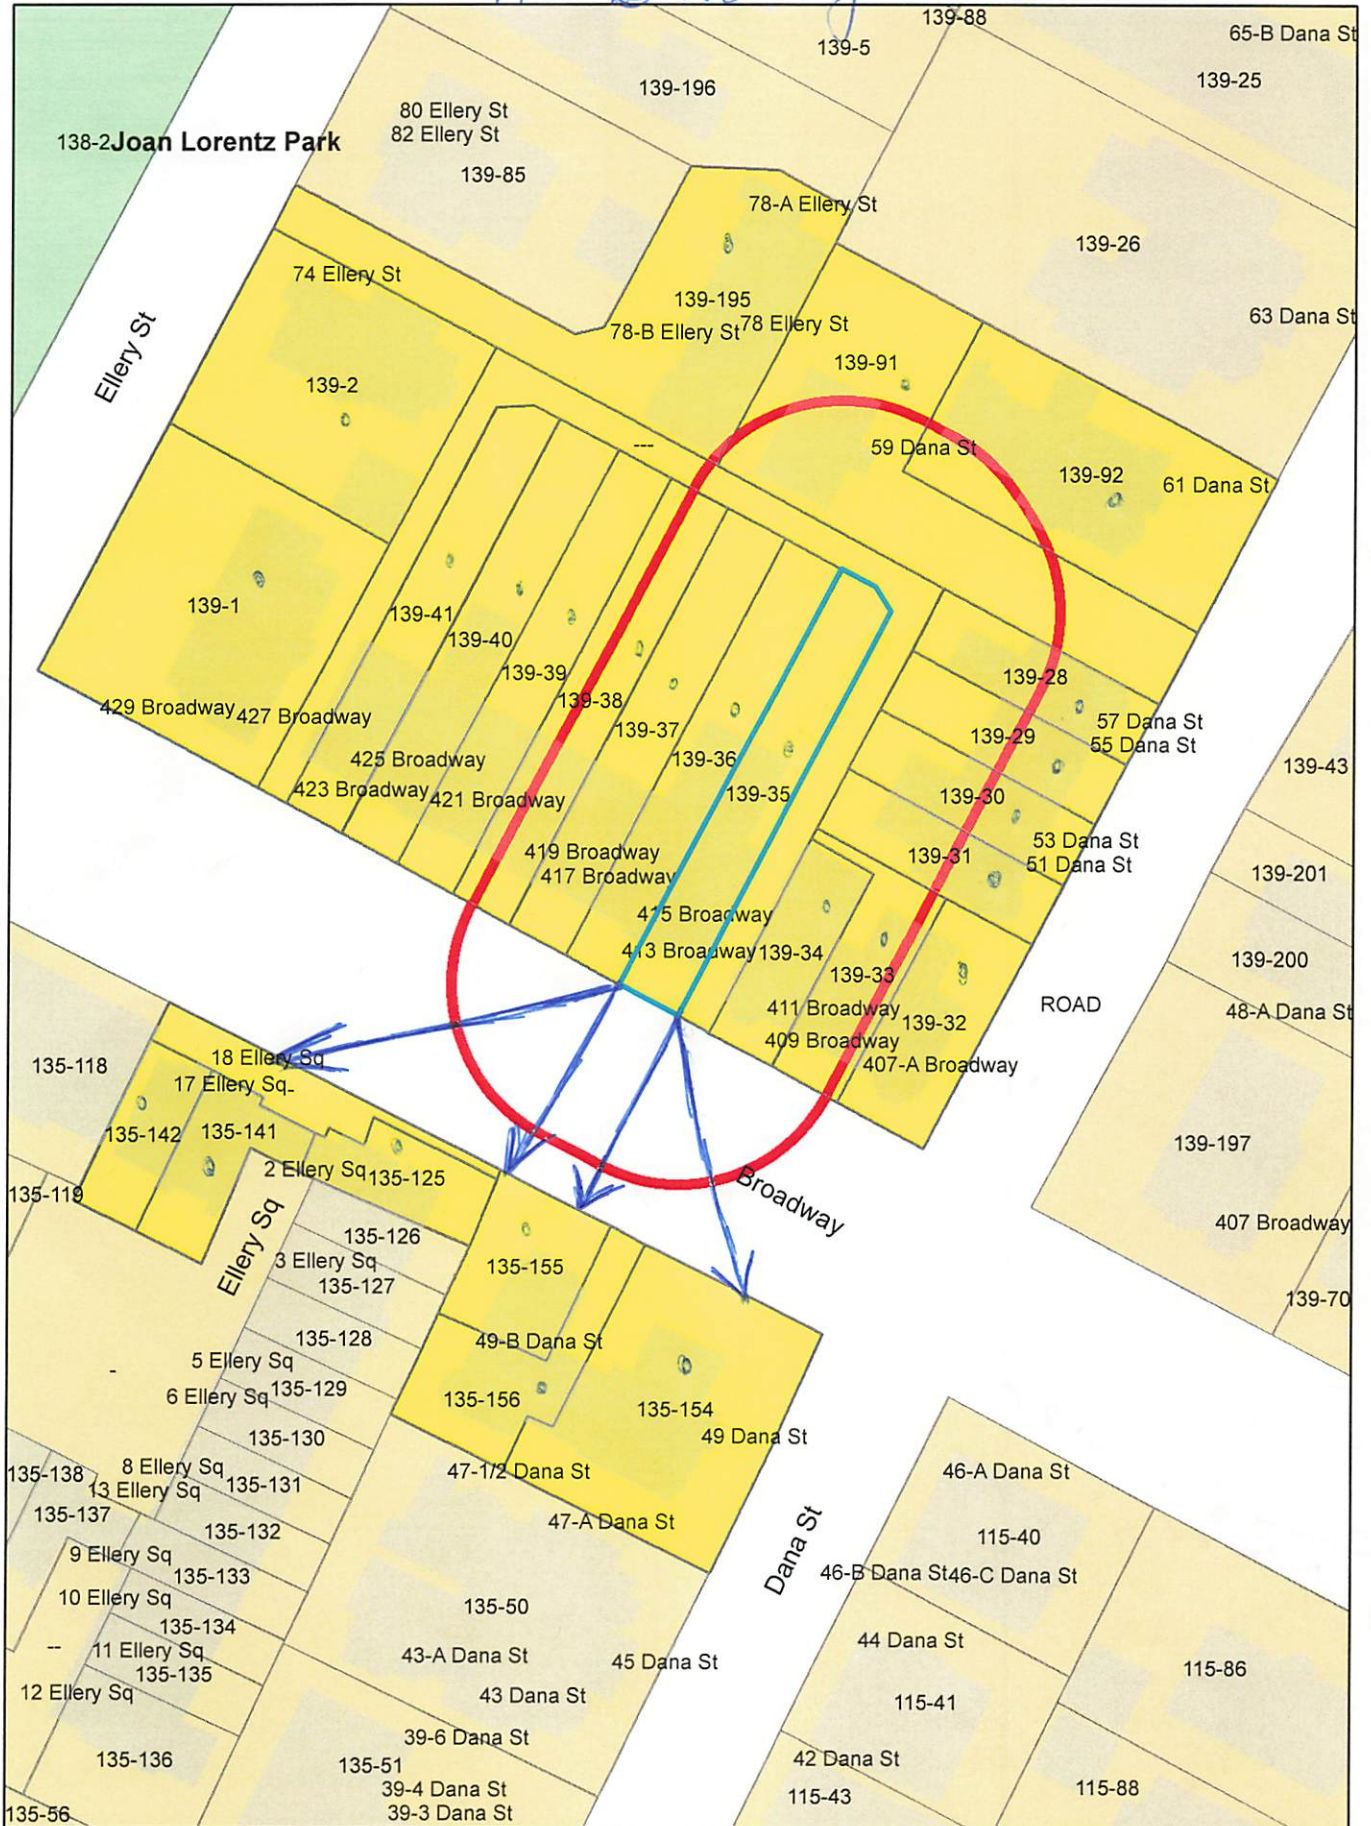 139-88
139-5
65-B Dana St
139-25
139-196
80 Ellery St
82 Ellery St
138-2 Joan Lorentz Park
139-85
78-A Ellery St
139-26
74 Ellery St
139-195
78-B Ellery St
78 Ellery St
63 Dana St
Ellery St
139-91
139-2
---
59 Dana St
139-92
61 Dana St
139-1
139-41
139-40
139-39
139-38
139-37
139-36
139-35
139-28
139-29
57 Dana St
55 Dana St
139-30
139-31
53 Dana St
51 Dana St
429 Broadway
427 Broadway
425 Broadway
423 Broadway
421 Broadway
419 Broadway
417 Broadway
415 Broadway
413 Broadway
139-34
139-33
411 Broadway
139-32
409 Broadway
407-A Broadway
ROAD
139-43
139-201
139-200
48-A Dana St
139-197
407 Broadway
139-70
Broadway
135-118
18 Ellery Sq
17 Ellery Sq
135-142
135-141
2 Ellery Sq
135-125
135-119
Ellery Sq
135-126
3 Ellery Sq
135-127
135-128
5 Ellery Sq
135-129
6 Ellery Sq
135-130
-
135-155
49-B Dana St
135-156
135-154
49 Dana St
47-1/2 Dana St
47-A Dana St
135-138
8 Ellery Sq
135-131
13 Ellery Sq
135-137
135-132
9 Ellery Sq
135-133
10 Ellery Sq
135-134
--
11 Ellery Sq
135-135
12 Ellery Sq
135-136
135-56
135-50
43-A Dana St
45 Dana St
43 Dana St
39-6 Dana St
135-51
39-4 Dana St
39-3 Dana St
Dana St
46-A Dana St
115-40
46-B Dana St
46-C Dana St
44 Dana St
115-41
115-86
42 Dana St
115-43
115-88